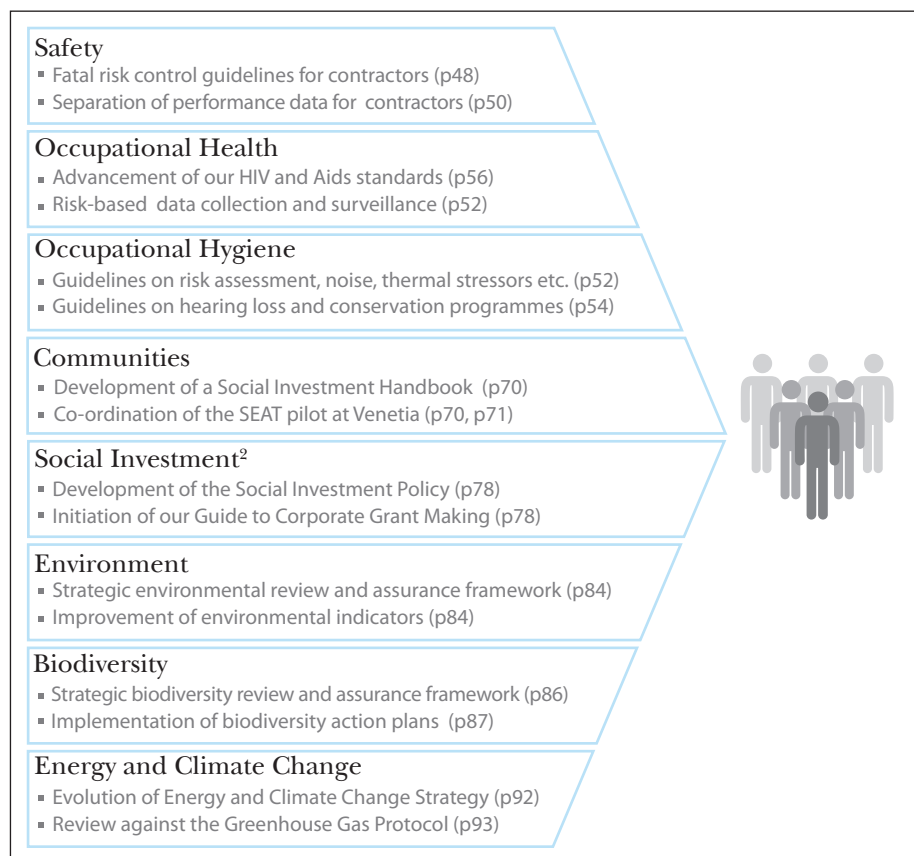 Safety
▪ Fatal risk control guidelines for contractors (p48)
▪ Separation of performance data for contractors (p50)
Occupational Health
▪ Advancement of our HIV and Aids standards (p56)
▪ Risk-based data collection and surveillance (p52)
Occupational Hygiene
▪ Guidelines on risk assessment, noise, thermal stressors etc. (p52)
▪ Guidelines on hearing loss and conservation programmes (p54)
Communities
▪ Development of a Social Investment Handbook (p70)
▪ Co-ordination of the SEAT pilot at Venetia (p70, p71)
Social Investment²
▪ Development of the Social Investment Policy (p78)
▪ Initiation of our Guide to Corporate Grant Making (p78)
Environment
▪ Strategic environmental review and assurance framework (p84)
▪ Improvement of environmental indicators (p84)
Biodiversity
▪ Strategic biodiversity review and assurance framework (p86)
▪ Implementation of biodiversity action plans (p87)
Energy and Climate Change
▪ Evolution of Energy and Climate Change Strategy (p92)
▪ Review against the Greenhouse Gas Protocol (p93)